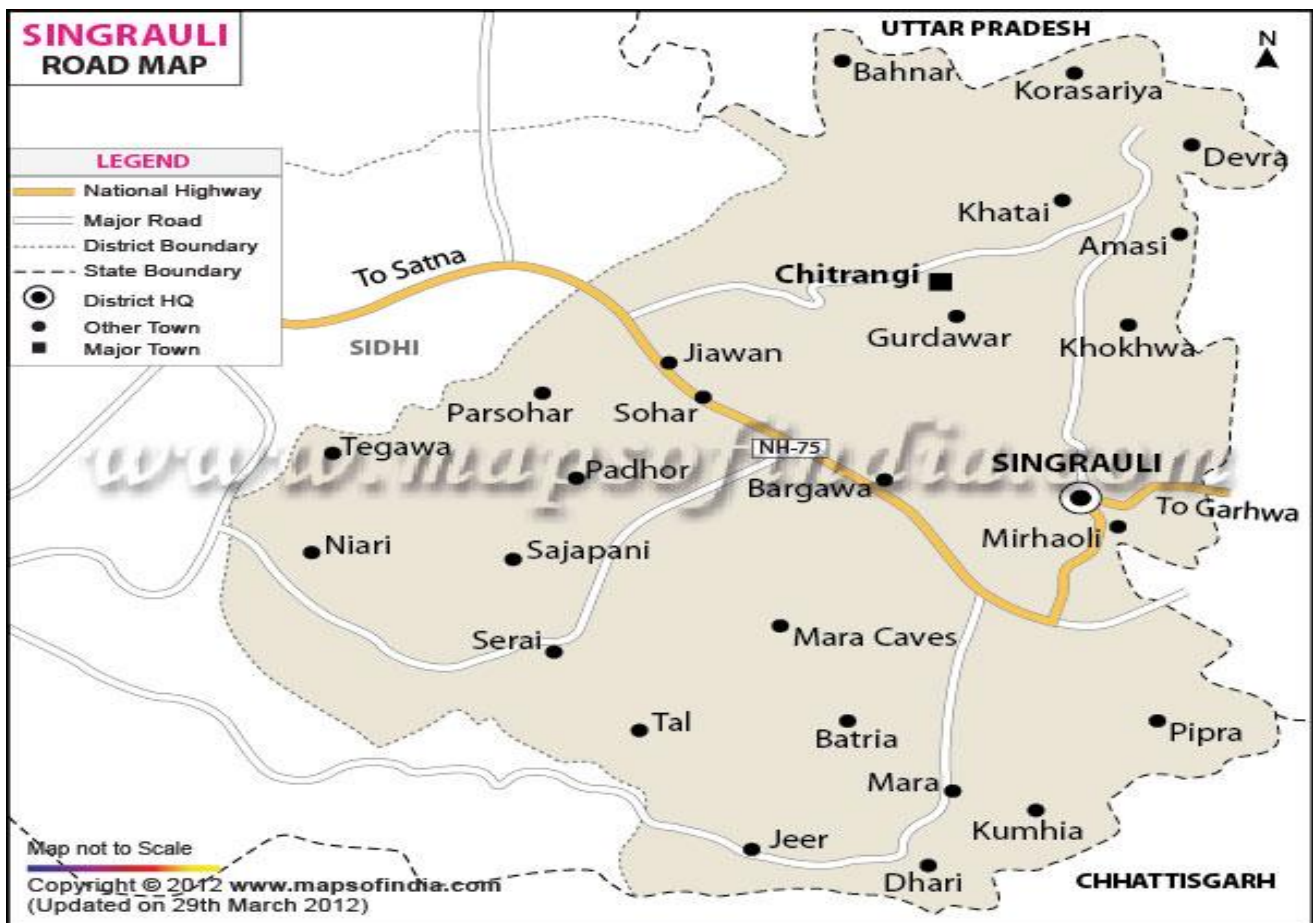 SINGRAULI
ROAD MAP
UTTAR PRADESH
N
Bahnar
Korasariya
LEGEND
National Highway
Major Road
District Boundary
State Boundary
District HQ
Other Town
Major Town
Devra
Khatai
Amasi
To Satna
Chitrangi
Gurdawar
Khokhwa
SIDHI
Jiawan
Parsohar
Sohar
Tegawa
NH-75
www.mapsofindia.com
Padhor
Bargawa
SINGRAULI
To Garhwa
Mirhaoli
Niari
Sajapani
Serai
Mara Caves
Tal
Batria
Pipra
Mara
Kumhia
Jeer
Dhari
CHHATTISGARH
Map not to Scale
Copyright © 2012 www.mapsofindia.com
(Updated on 29th March 2012)